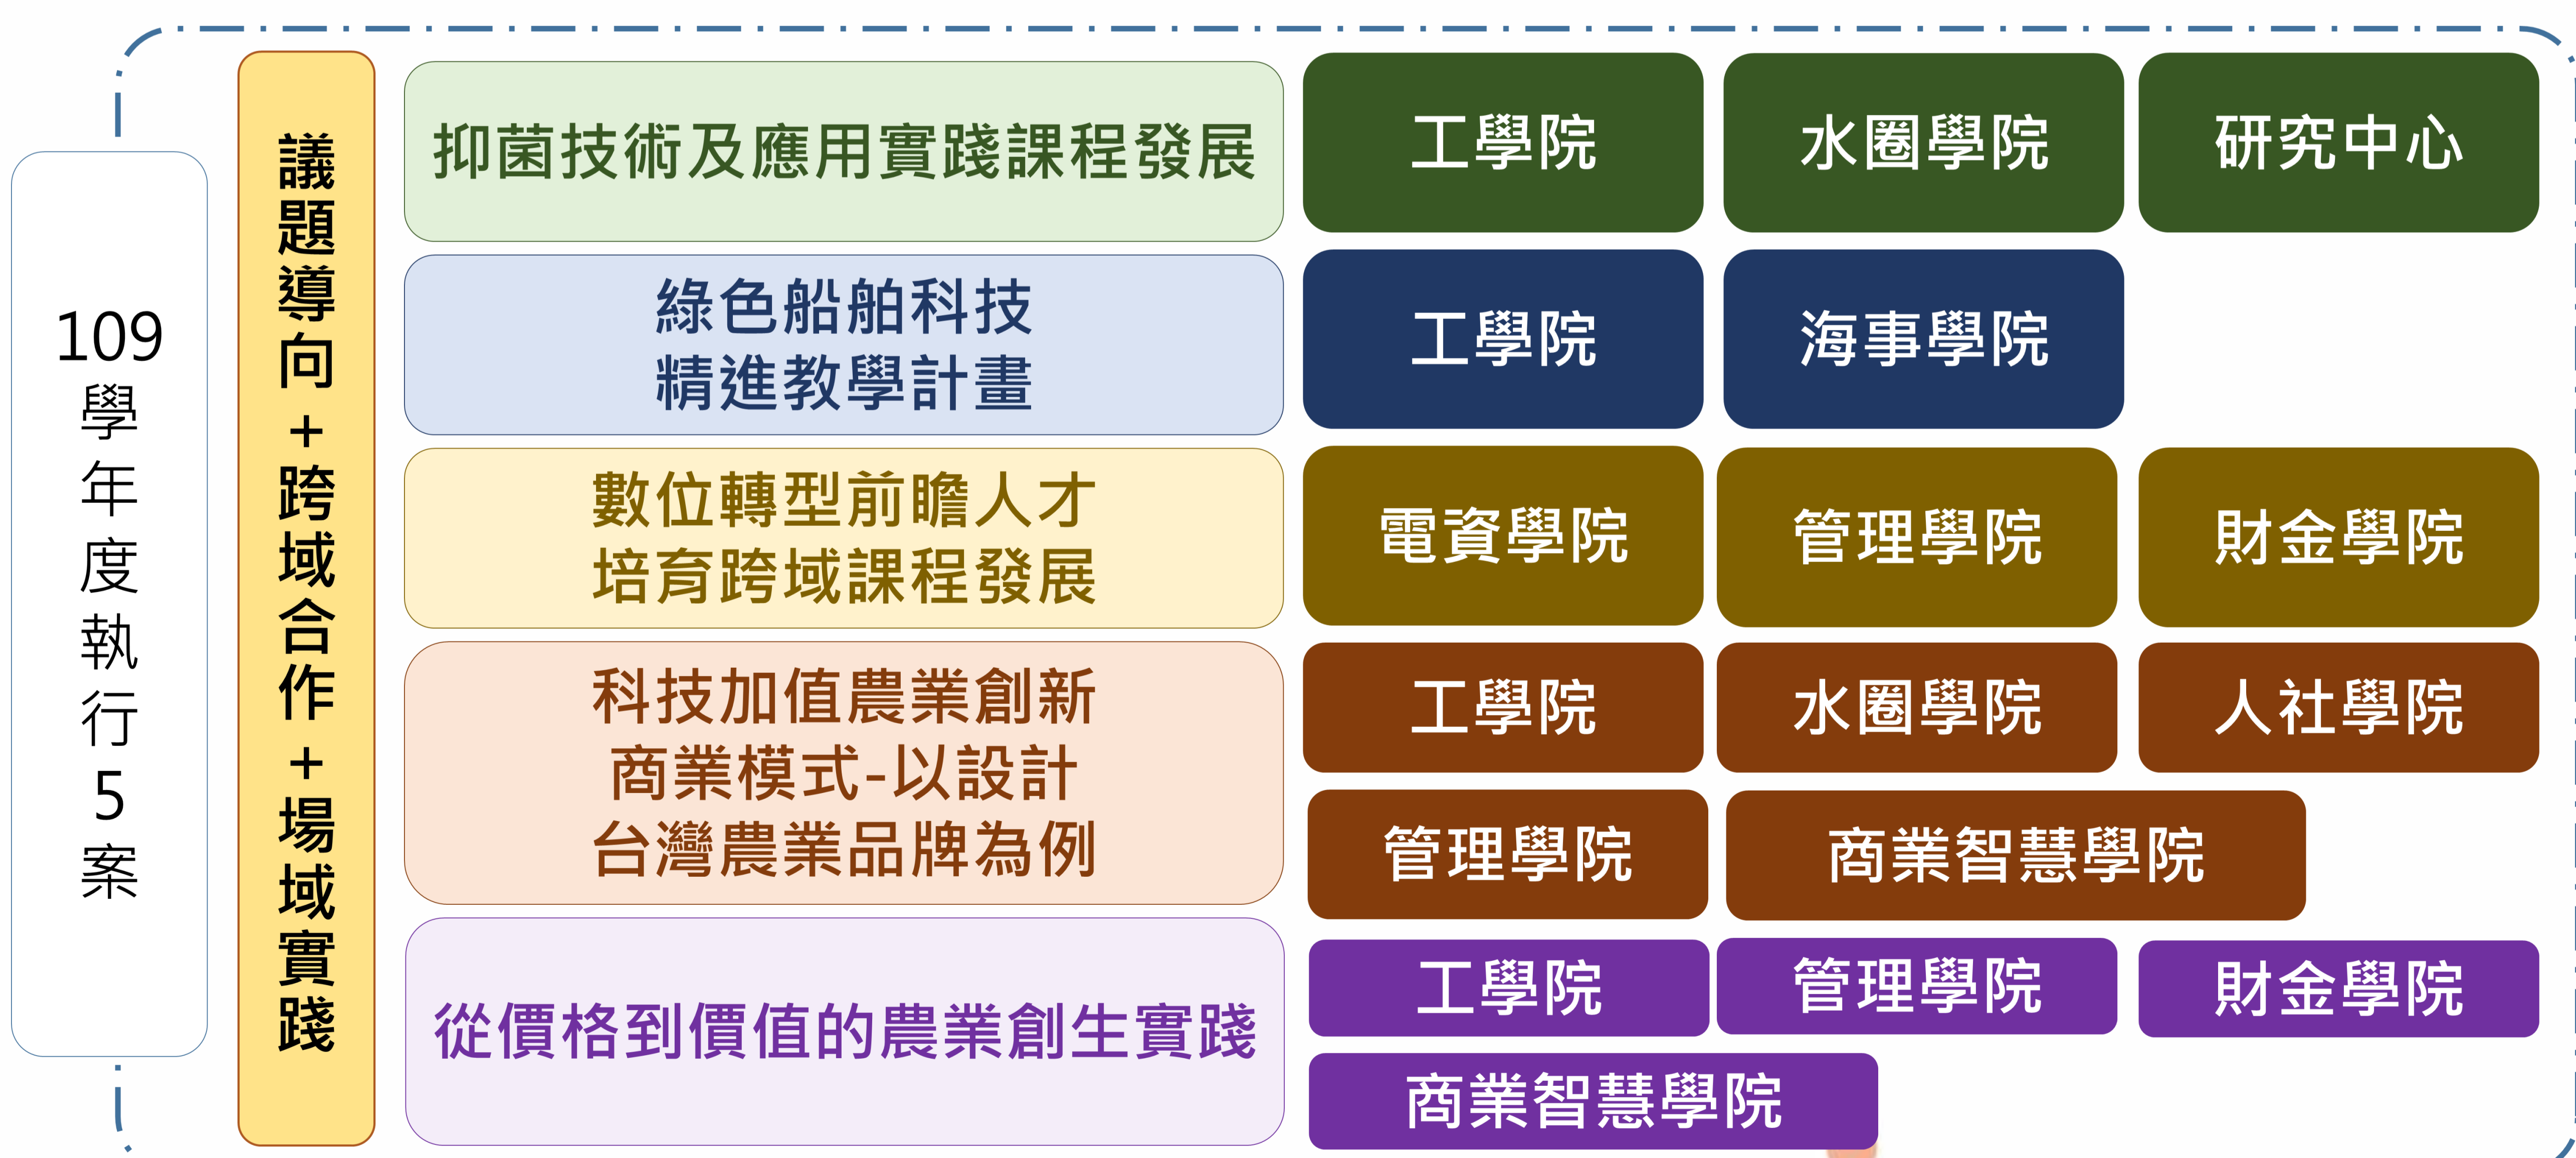 109
學年度執行
5
案
議題導向+跨域合作+場域實踐
抑菌技術及應用實踐課程發展
工學院
水圈學院
研究中心
綠色船舶科技
精進教學計畫
工學院
海事學院
數位轉型前瞻人才
培育跨域課程發展
電資學院
管理學院
財金學院
科技加值農業創新
商業模式-以設計
台灣農業品牌為例
工學院
水圈學院
人社學院
管理學院
商業智慧學院
從價格到價值的農業創生實踐
工學院
管理學院
財金學院
商業智慧學院